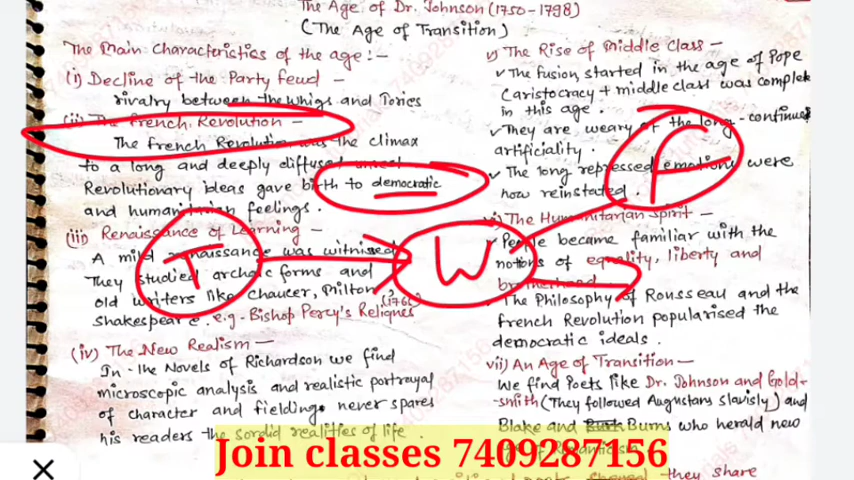 The Age of Dr. Johnson (1750-1798)
(The Age of Transition)
The Main Characteristics of the age:-
(i) Decline of the Party feud -
rivalry between the whigs and Tories
(ii) The French Revolution -
The french Revolution was the climax
to a long and deeply diffused unrest
Revolutionary ideas gave birth to democratic
and humanitarian feelings.
(iii) Renaissance of Learning -
A mild renaissance was witnessed
They studied archaic forms and
old writers like Chaucer, Milton
Shakespeare. e.g - Bishop Percy's Reliques
(iv) The New Realism -
In the Novels of Richardson we find
microscopic analysis and realistic portrayal
of character and fielding never spares
his readers the sordid realities of life.
v) The Rise of Middle Class -
The fusion started in the age of Pope
(aristocracy + middle class was
in this age.
They are weary of the long-
artificiality.
The long repressed emotions were
now reinstated.
vi) The Humanitarian spirit -
People became familiar with the
notions of equality, liberty and
brotherhood
The Philosophy of Rousseau and the
french Revolution popularised the
democratic ideals.
vii) An Age of Transition -
We find Poets like Dr. Johnson and Gold-
-smith (They followed Augustans slavishly) and
Blake and Burns who herald new
they share
T
W
Join classes 7409287156